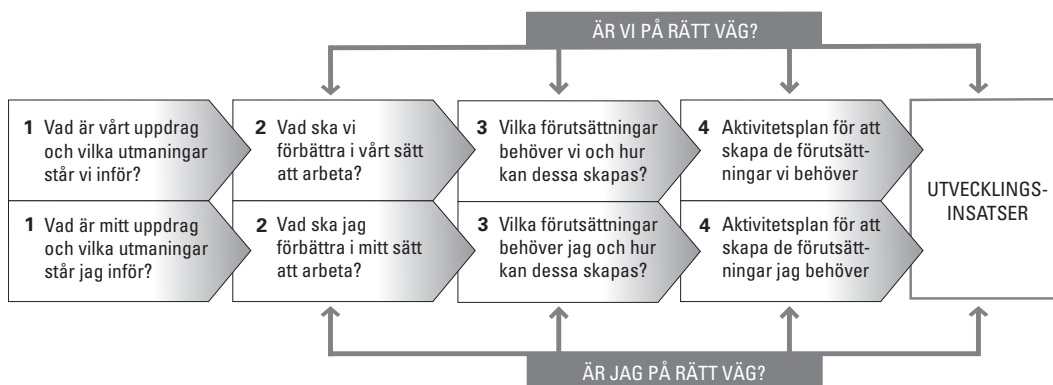 ÄR VI PÅ RÄTT VÄG?
1 Vad är vårt uppdrag
och vilka utmaningar
står vi inför?
2 Vad ska vi
förbättra i vårt sätt
att arbeta?
3 Vilka förutsättningar
behöver vi och hur
kan dessa skapas?
4 Aktivitetsplan för att
skapa de förutsätt-
ningar vi behöver
1 Vad är mitt uppdrag
och vilka utmaningar
står jag inför?
2 Vad ska jag
förbättra i mitt sätt
att arbeta?
3 Vilka förutsättningar
behöver jag och hur
kan dessa skapas?
4 Aktivitetsplan för att
skapa de förutsätt-
ningar jag behöver
UTVECKLINGS-
INSATSER
ÄR JAG PÅ RÄTT VÄG?